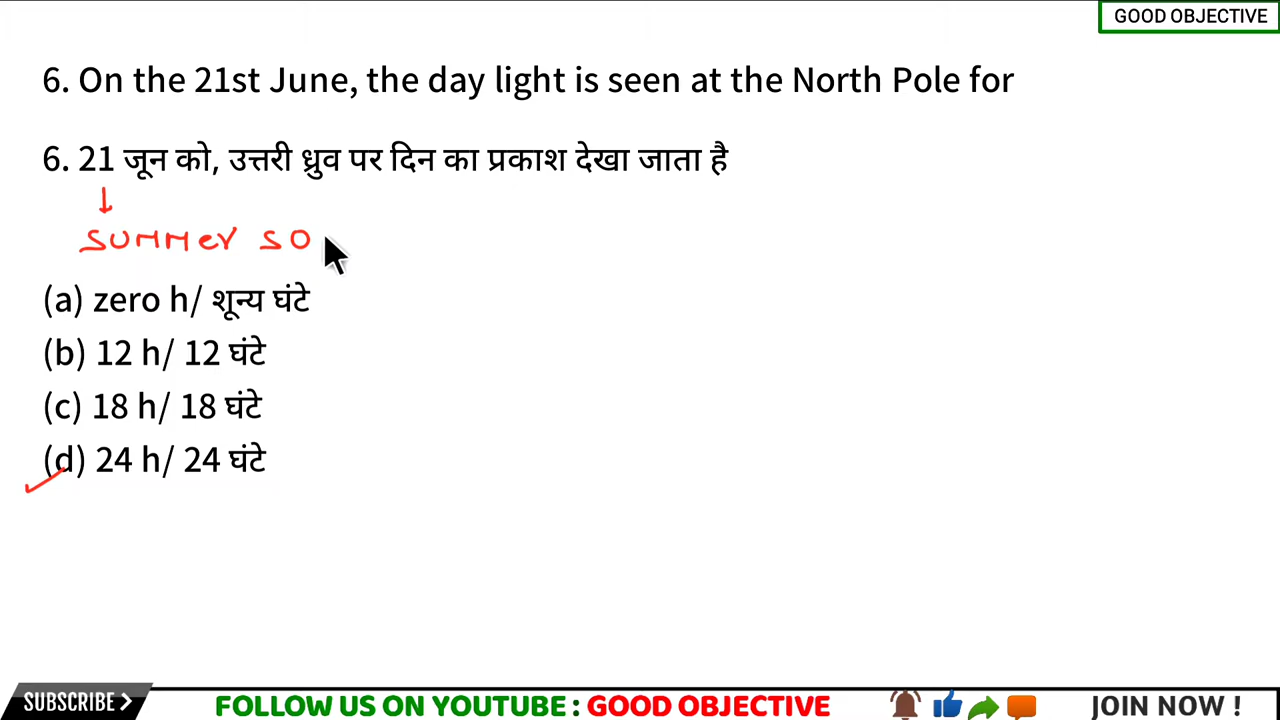 GOOD OBJECTIVE
6. On the 21st June, the day light is seen at the North Pole for
6. 21 जून को, उत्तरी ध्रुव पर दिन का प्रकाश देखा जाता है
SUMMer SO
(a) zero h/ शून्य घंटे
(b) 12 h/ 12 घंटे
(c) 18 h/ 18 घंटे
(d) 24 h/ 24 घंटे
SUBSCRIBE FOLLOW US ON YOUTUBE : GOOD OBJECTIVE JOIN NOW !